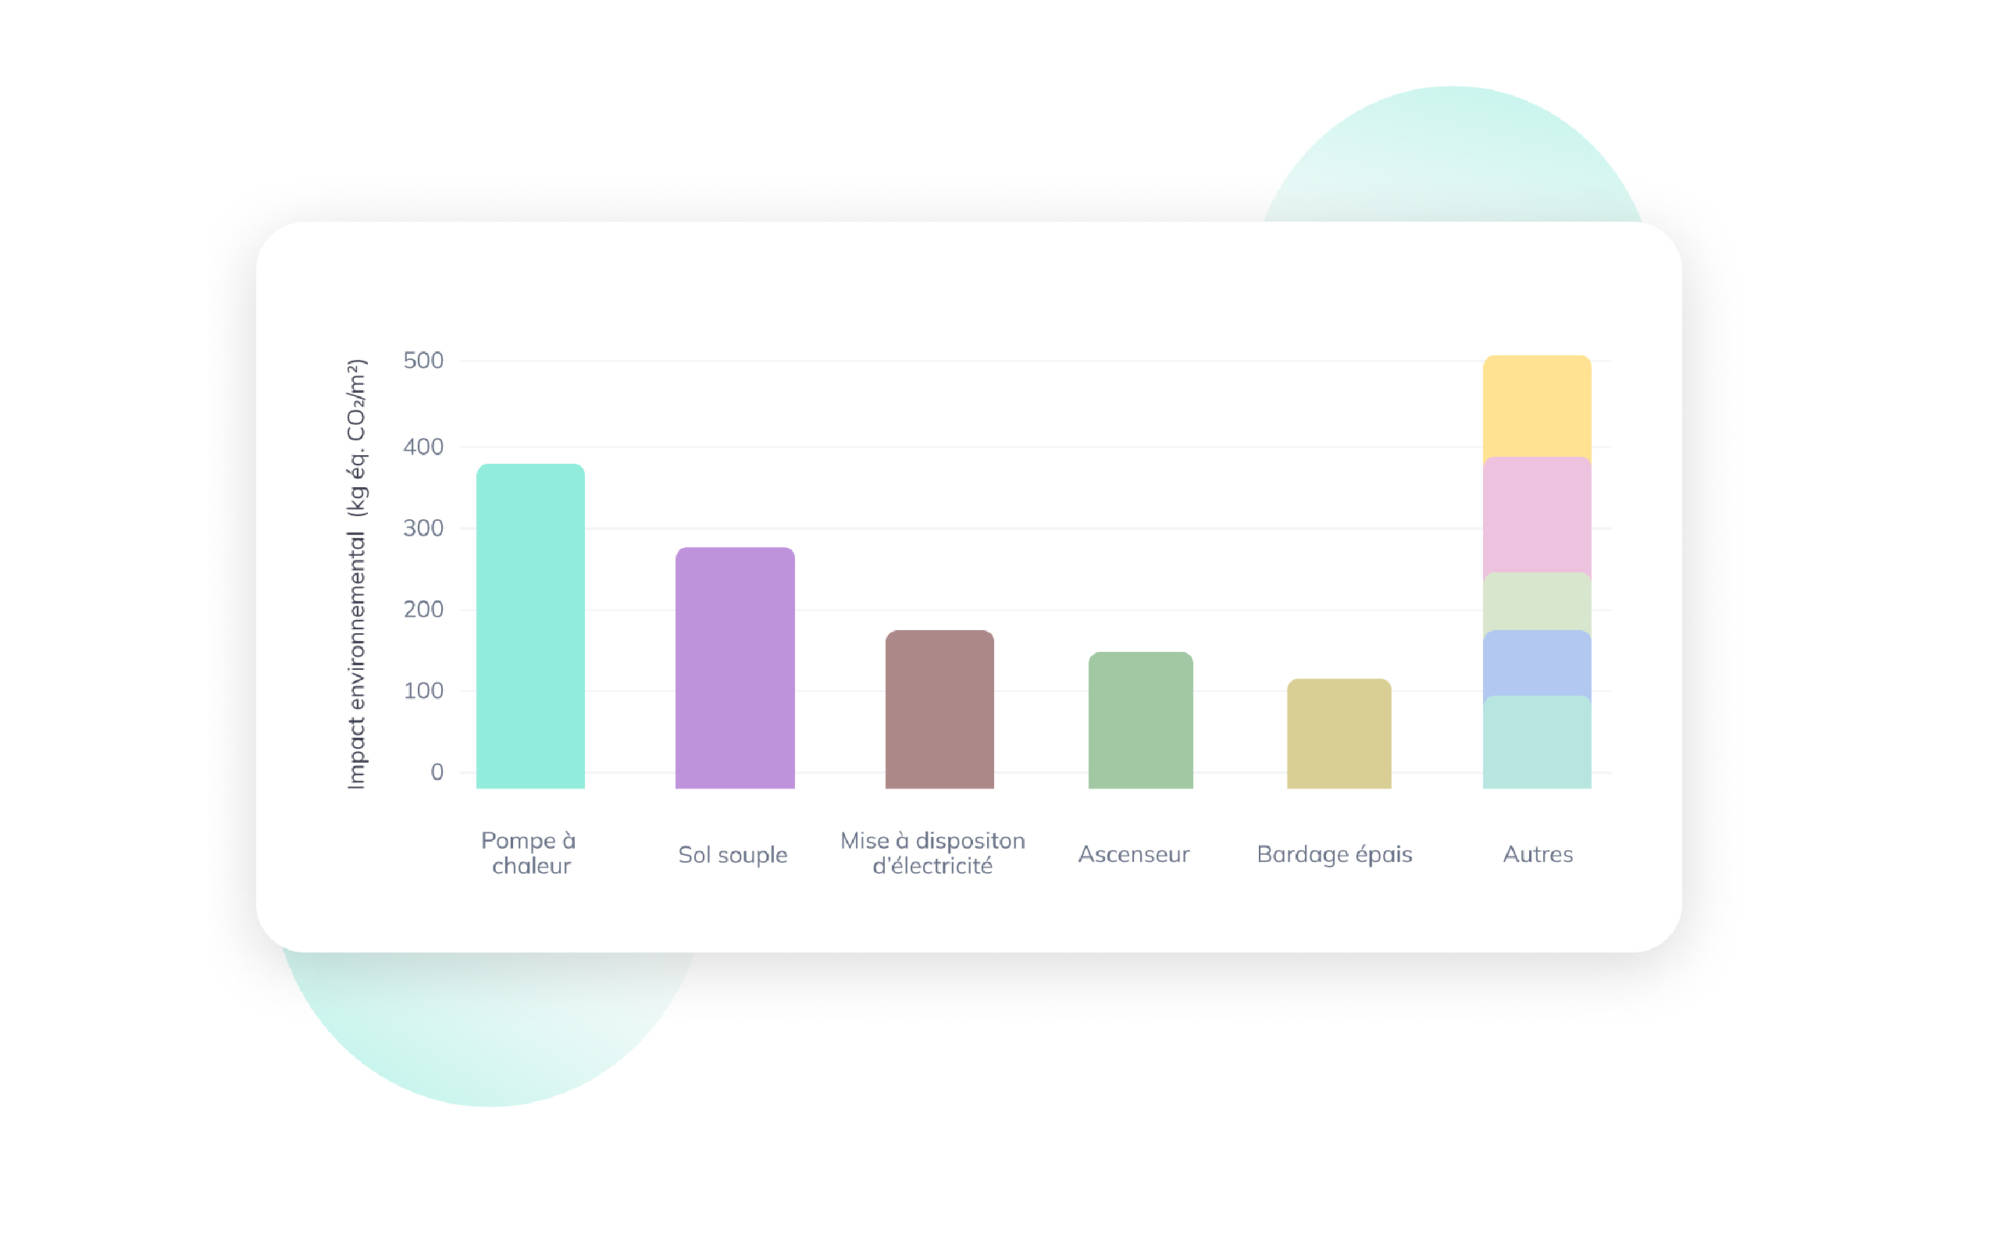 Impact environnemental (kg éq. CO₂/m²)
500
400
300
200
100
0
Pompe à
chaleur
Sol souple
Mise à dispositon
d’électricité
Ascenseur
Bardage épais
Autres